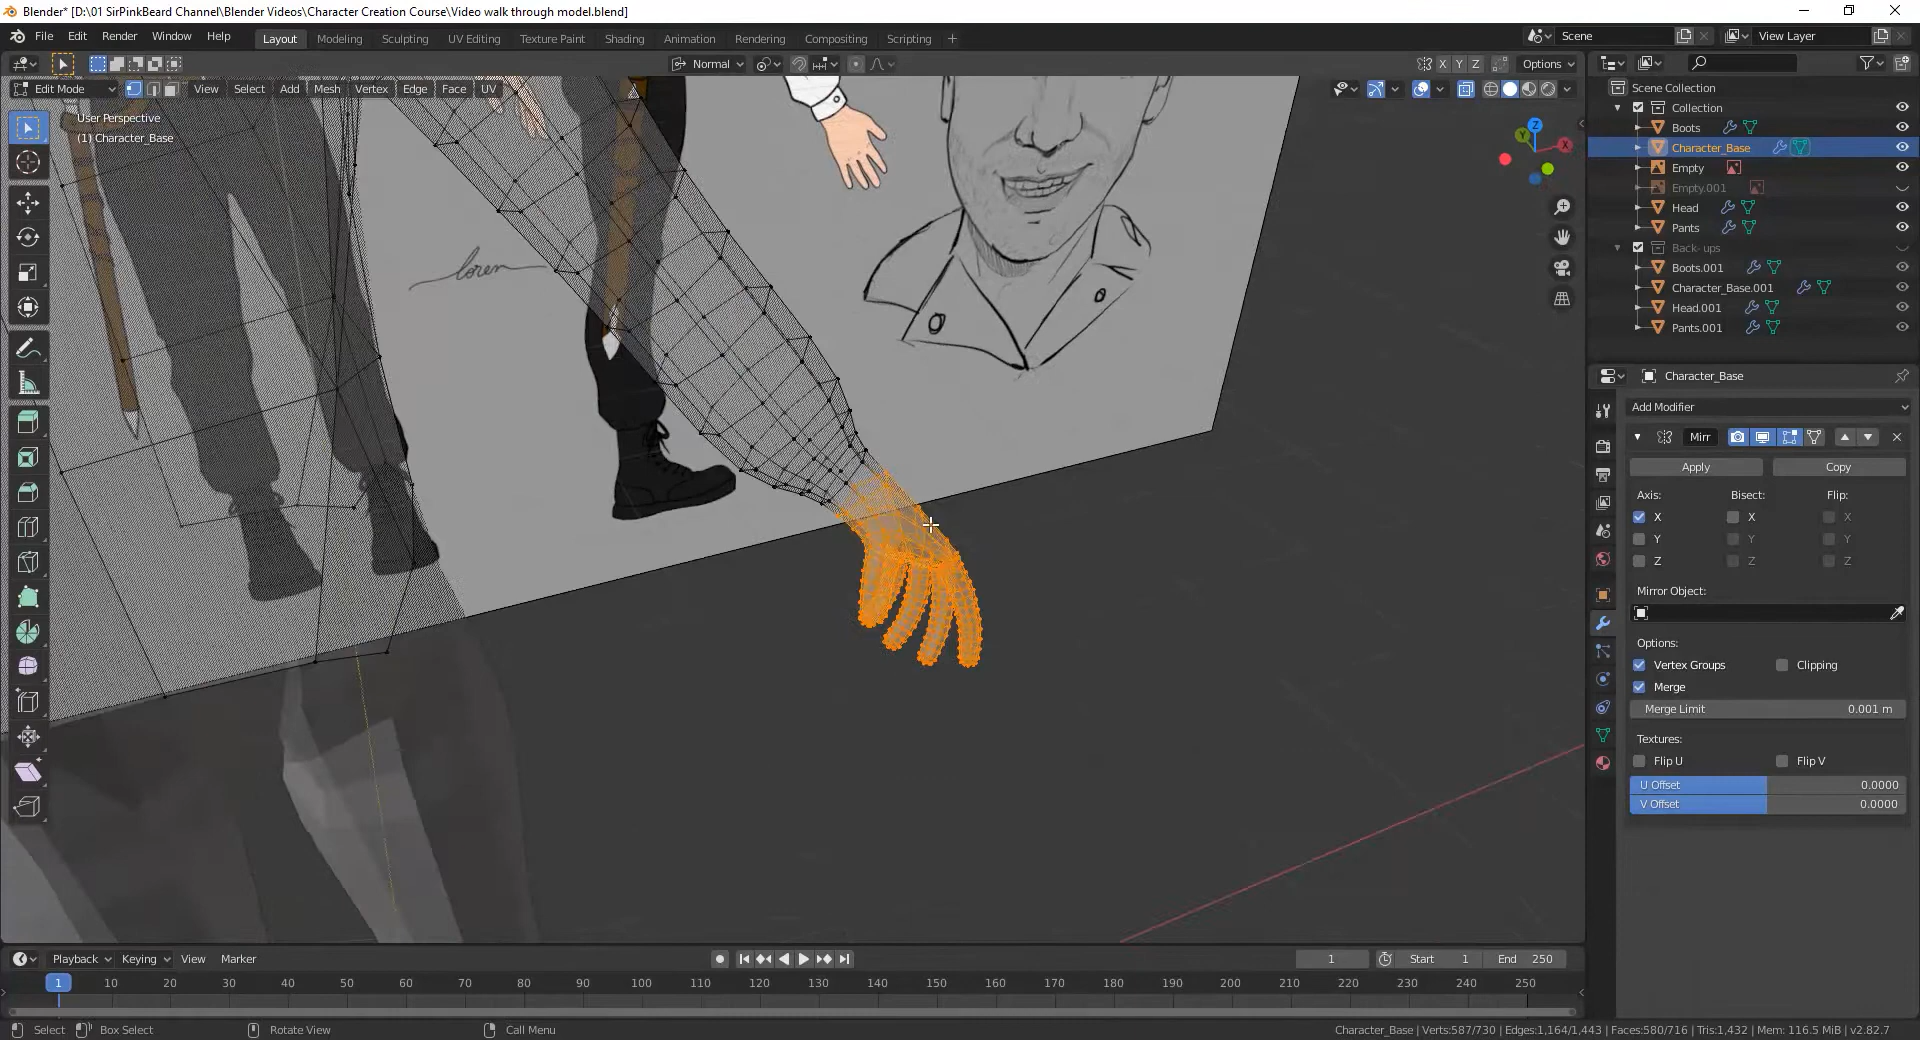 Blender* [D:\01 SirPinkBeard Channel\Blender Videos\Character Creation Course\Video walk through model.blend]
File Edit Render Window Help Layout Modeling Sculpting UV Editing Texture Paint Shading Animation Rendering Compositing Scripting + Scene View Layer
Normal X Y Z Options
Edit Mode View Select Add Mesh Vertex Edge Face UV
User Perspective
(1) Character_Base
loren
Z
Y
X
Scene Collection
Collection
Boots
Character_Base
Empty
Empty.001
Head
Pants
Back- ups
Boots.001
Character_Base.001
Head.001
Pants.001
Character_Base
Add Modifier
Mirr
Apply Copy
Axis: Bisect: Flip:
X X X
Y Y Y
Z Z Z
Mirror Object:
Options:
Vertex Groups Clipping
Merge
Merge Limit 0.001 m
Textures:
Flip U Flip V
U Offset 0.0000
V Offset 0.0000
Playback Keying View Marker 1 Start 1 End 250
1 10 20 30 40 50 60 70 80 90 100 110 120 130 140 150 160 170 180 190 200 210 220 230 240 250
Select Box Select Rotate View Call Menu Character_Base | Verts:587/730 | Edges:1,164/1,443 | Faces:580/716 | Tris:1,432 | Mem: 116.5 MiB | v2.82.7